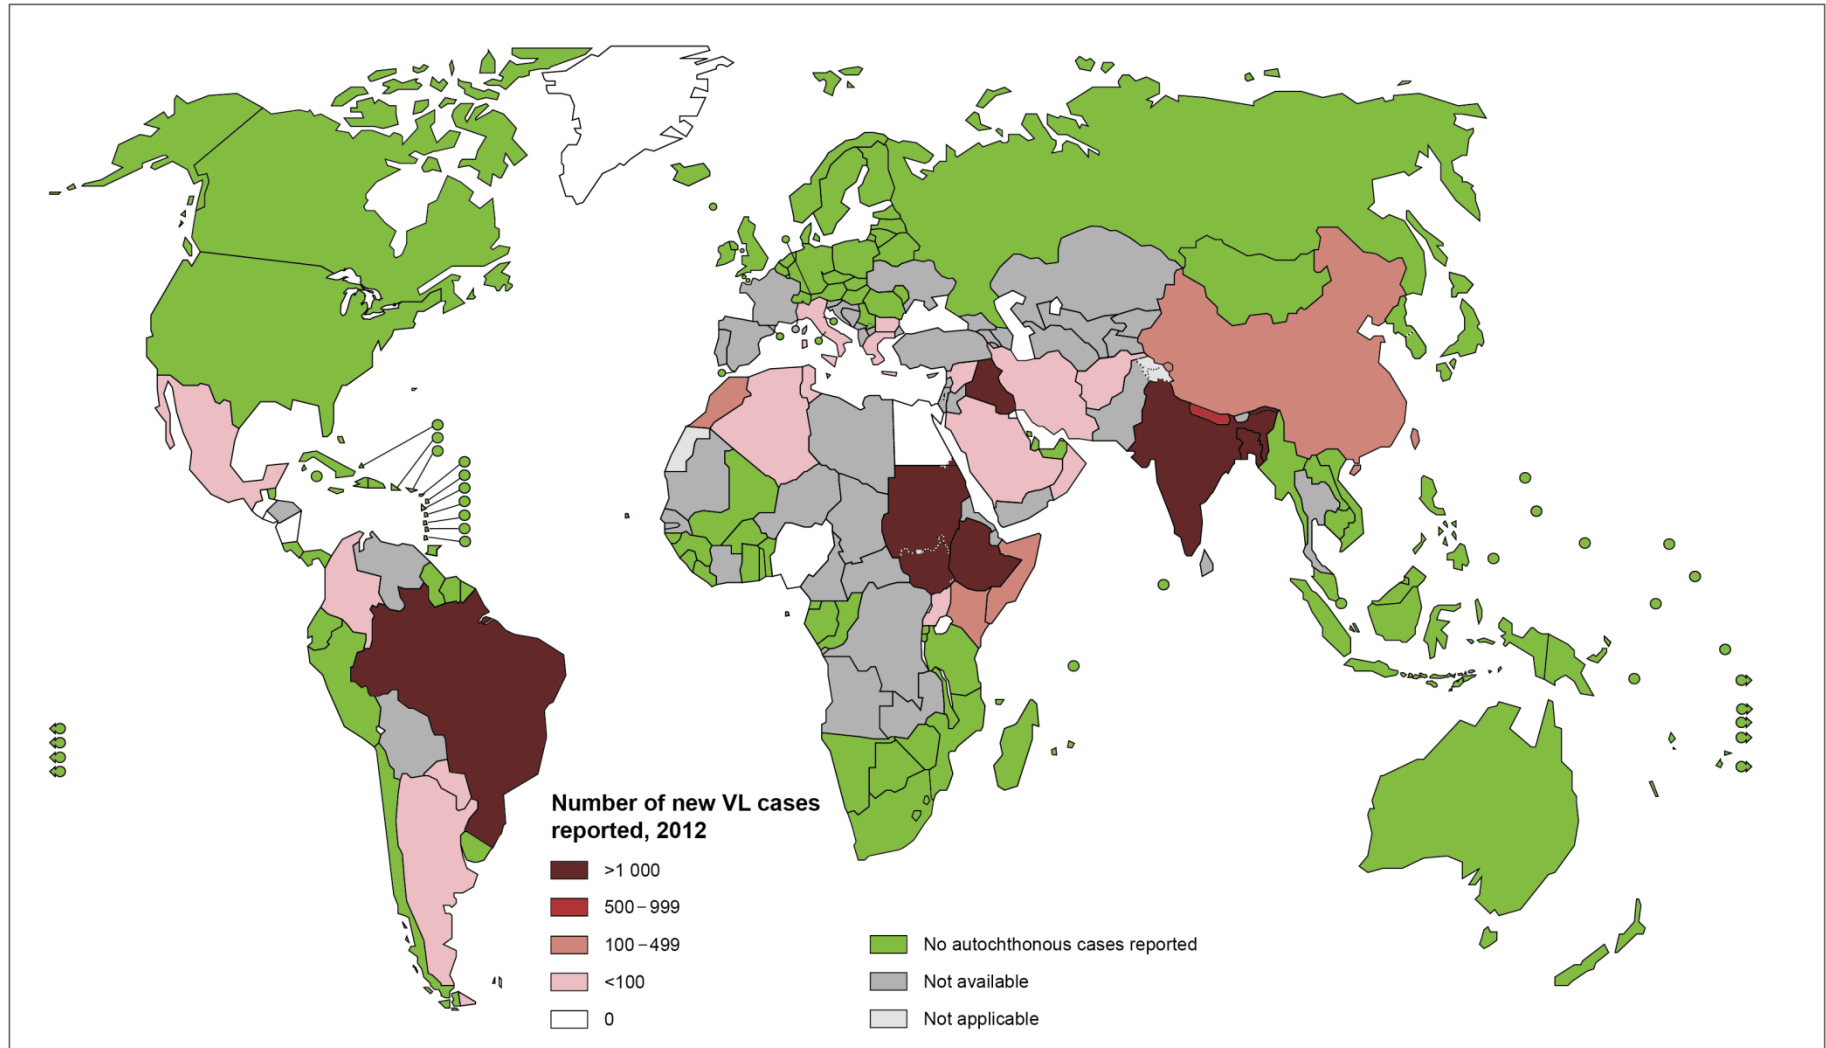 Number of new VL cases
reported, 2012
>1 000
500–999
100–499
<100
0
No autochthonous cases reported
Not available
Not applicable